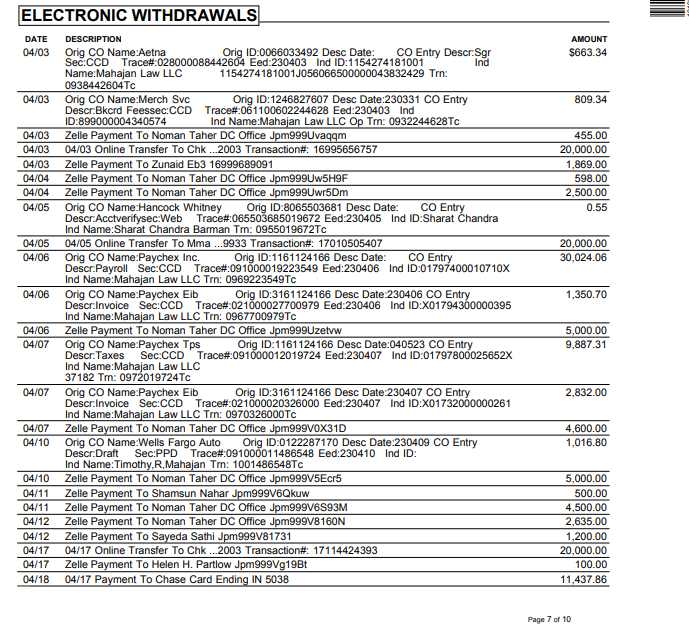 ELECTRONIC WITHDRAWALS
DATE DESCRIPTION AMOUNT
04/03 Orig CO Name:Aetna Orig ID:0066033492 Desc Date: CO Entry Descr:Sgr $663.34
Sec:CCD Trace#:028000088442604 Eed:230403 Ind ID:1154274181001 Ind
Name:Mahajan Law LLC 1154274181001J056066500000043832429 Trn:
0938442604Tc
04/03 Orig CO Name:Merch Svc Orig ID:1246827607 Desc Date:230331 CO Entry 809.34
Descr:Bkcrd Feessec:CCD Trace#:061100602244628 Eed:230403 Ind
ID:899000004340574 Ind Name:Mahajan Law LLC Op Trn: 0932244628Tc
04/03 Zelle Payment To Noman Taher DC Office Jpm999Uvaqqm 455.00
04/03 04/03 Online Transfer To Chk ...2003 Transaction#: 16995656757 20,000.00
04/03 Zelle Payment To Zunaid Eb3 16999689091 1,869.00
04/04 Zelle Payment To Noman Taher DC Office Jpm999Uw5H9F 598.00
04/04 Zelle Payment To Noman Taher DC Office Jpm999Uwr5Dm 2,500.00
04/05 Orig CO Name:Hancock Whitney Orig ID:8065503681 Desc Date: CO Entry 0.55
Descr:Acctverifysec:Web Trace#:065503685019672 Eed:230405 Ind ID:Sharat Chandra
Ind Name:Sharat Chandra Barman Trn: 0955019672Tc
04/05 04/05 Online Transfer To Mma ...9933 Transaction#: 17010505407 20,000.00
04/06 Orig CO Name:Paychex Inc. Orig ID:1161124166 Desc Date: CO Entry 30,024.06
Descr:Payroll Sec:CCD Trace#:091000019223549 Eed:230406 Ind ID:01797400010710X
Ind Name:Mahajan Law LLC Trn: 0969223549Tc
04/06 Orig CO Name:Paychex Eib Orig ID:3161124166 Desc Date:230406 CO Entry 1,350.70
Descr:Invoice Sec:CCD Trace#:021000027700979 Eed:230406 Ind ID:X01794300000395
Ind Name:Mahajan Law LLC Trn: 0967700979Tc
04/06 Zelle Payment To Noman Taher DC Office Jpm999Uzetvw 5,000.00
04/07 Orig CO Name:Paychex Tps Orig ID:1161124166 Desc Date:040523 CO Entry 9,887.31
Descr:Taxes Sec:CCD Trace#:091000012019724 Eed:230407 Ind ID:01797800025652X
Ind Name:Mahajan Law LLC
37182 Trn: 0972019724Tc
04/07 Orig CO Name:Paychex Eib Orig ID:3161124166 Desc Date:230407 CO Entry 2,832.00
Descr:Invoice Sec:CCD Trace#:021000020326000 Eed:230407 Ind ID:X01732000000261
Ind Name:Mahajan Law LLC Trn: 0970326000Tc
04/07 Zelle Payment To Noman Taher DC Office Jpm999V0X31D 4,600.00
04/10 Orig CO Name:Wells Fargo Auto Orig ID:0122287170 Desc Date:230409 CO Entry 1,016.80
Descr:Draft Sec:PPD Trace#:091000011486548 Eed:230410 Ind ID:
Ind Name:Timothy,R,Mahajan Trn: 1001486548Tc
04/10 Zelle Payment To Noman Taher DC Office Jpm999V5Ecr5 5,000.00
04/11 Zelle Payment To Shamsun Nahar Jpm999V6Qkuw 500.00
04/11 Zelle Payment To Noman Taher DC Office Jpm999V6S93M 4,500.00
04/12 Zelle Payment To Noman Taher DC Office Jpm999V8160N 2,635.00
04/12 Zelle Payment To Sayeda Sathi Jpm999V81731 1,200.00
04/17 04/17 Online Transfer To Chk ...2003 Transaction#: 17114424393 20,000.00
04/17 Zelle Payment To Helen H. Partlow Jpm999Vg19Bt 100.00
04/18 04/17 Payment To Chase Card Ending IN 5038 11,437.86
Page 7 of 10